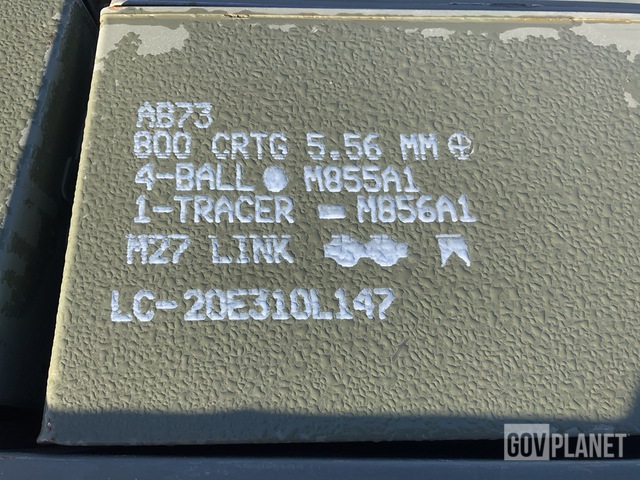 AB73
800 CRTG 5.56 MM
4-BALL M855A1
1-TRACER M856A1
M27 LINK
LC-20E310L147
GOVPLANET